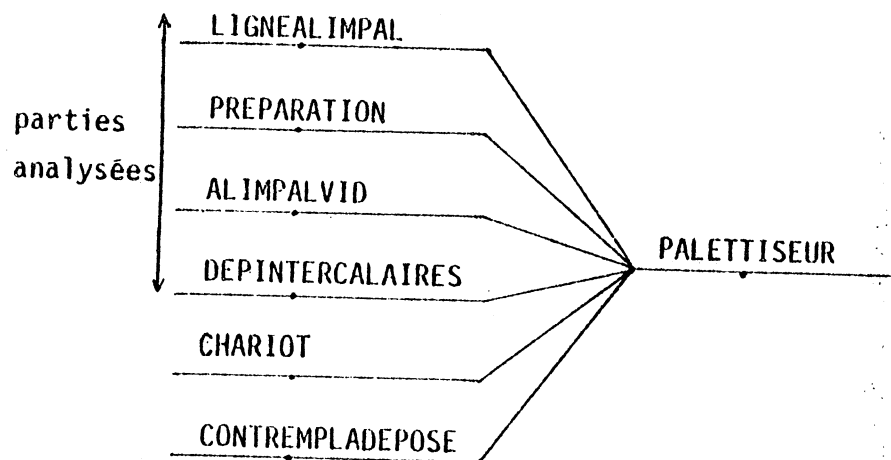 LIGNEALIMPAL
PREPARATION
parties
analysées
ALIMPALVID
PALETTISEUR
DEPINTERCALAIRES
CHARIOT
CONTREMPLADEPOSE